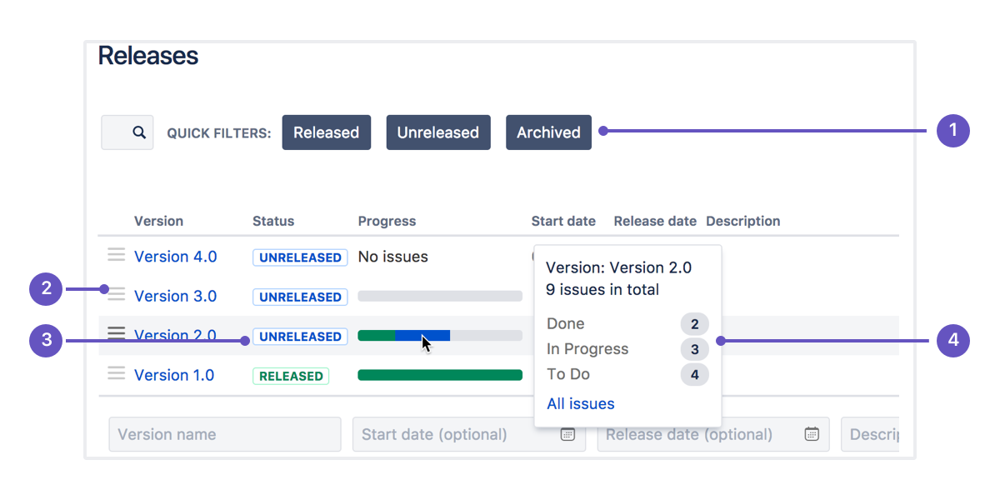 Releases
QUICK FILTERS: Released Unreleased Archived
1
Version Status Progress Start date Release date Description
Version 4.0 UNRELEASED No issues
Version: Version 2.0
9 issues in total
2
Version 3.0 UNRELEASED
Done 2
3
Version 2.0 UNRELEASED
In Progress 3
4
To Do 4
Version 1.0 RELEASED
All issues
Version name Start date (optional) Release date (optional)